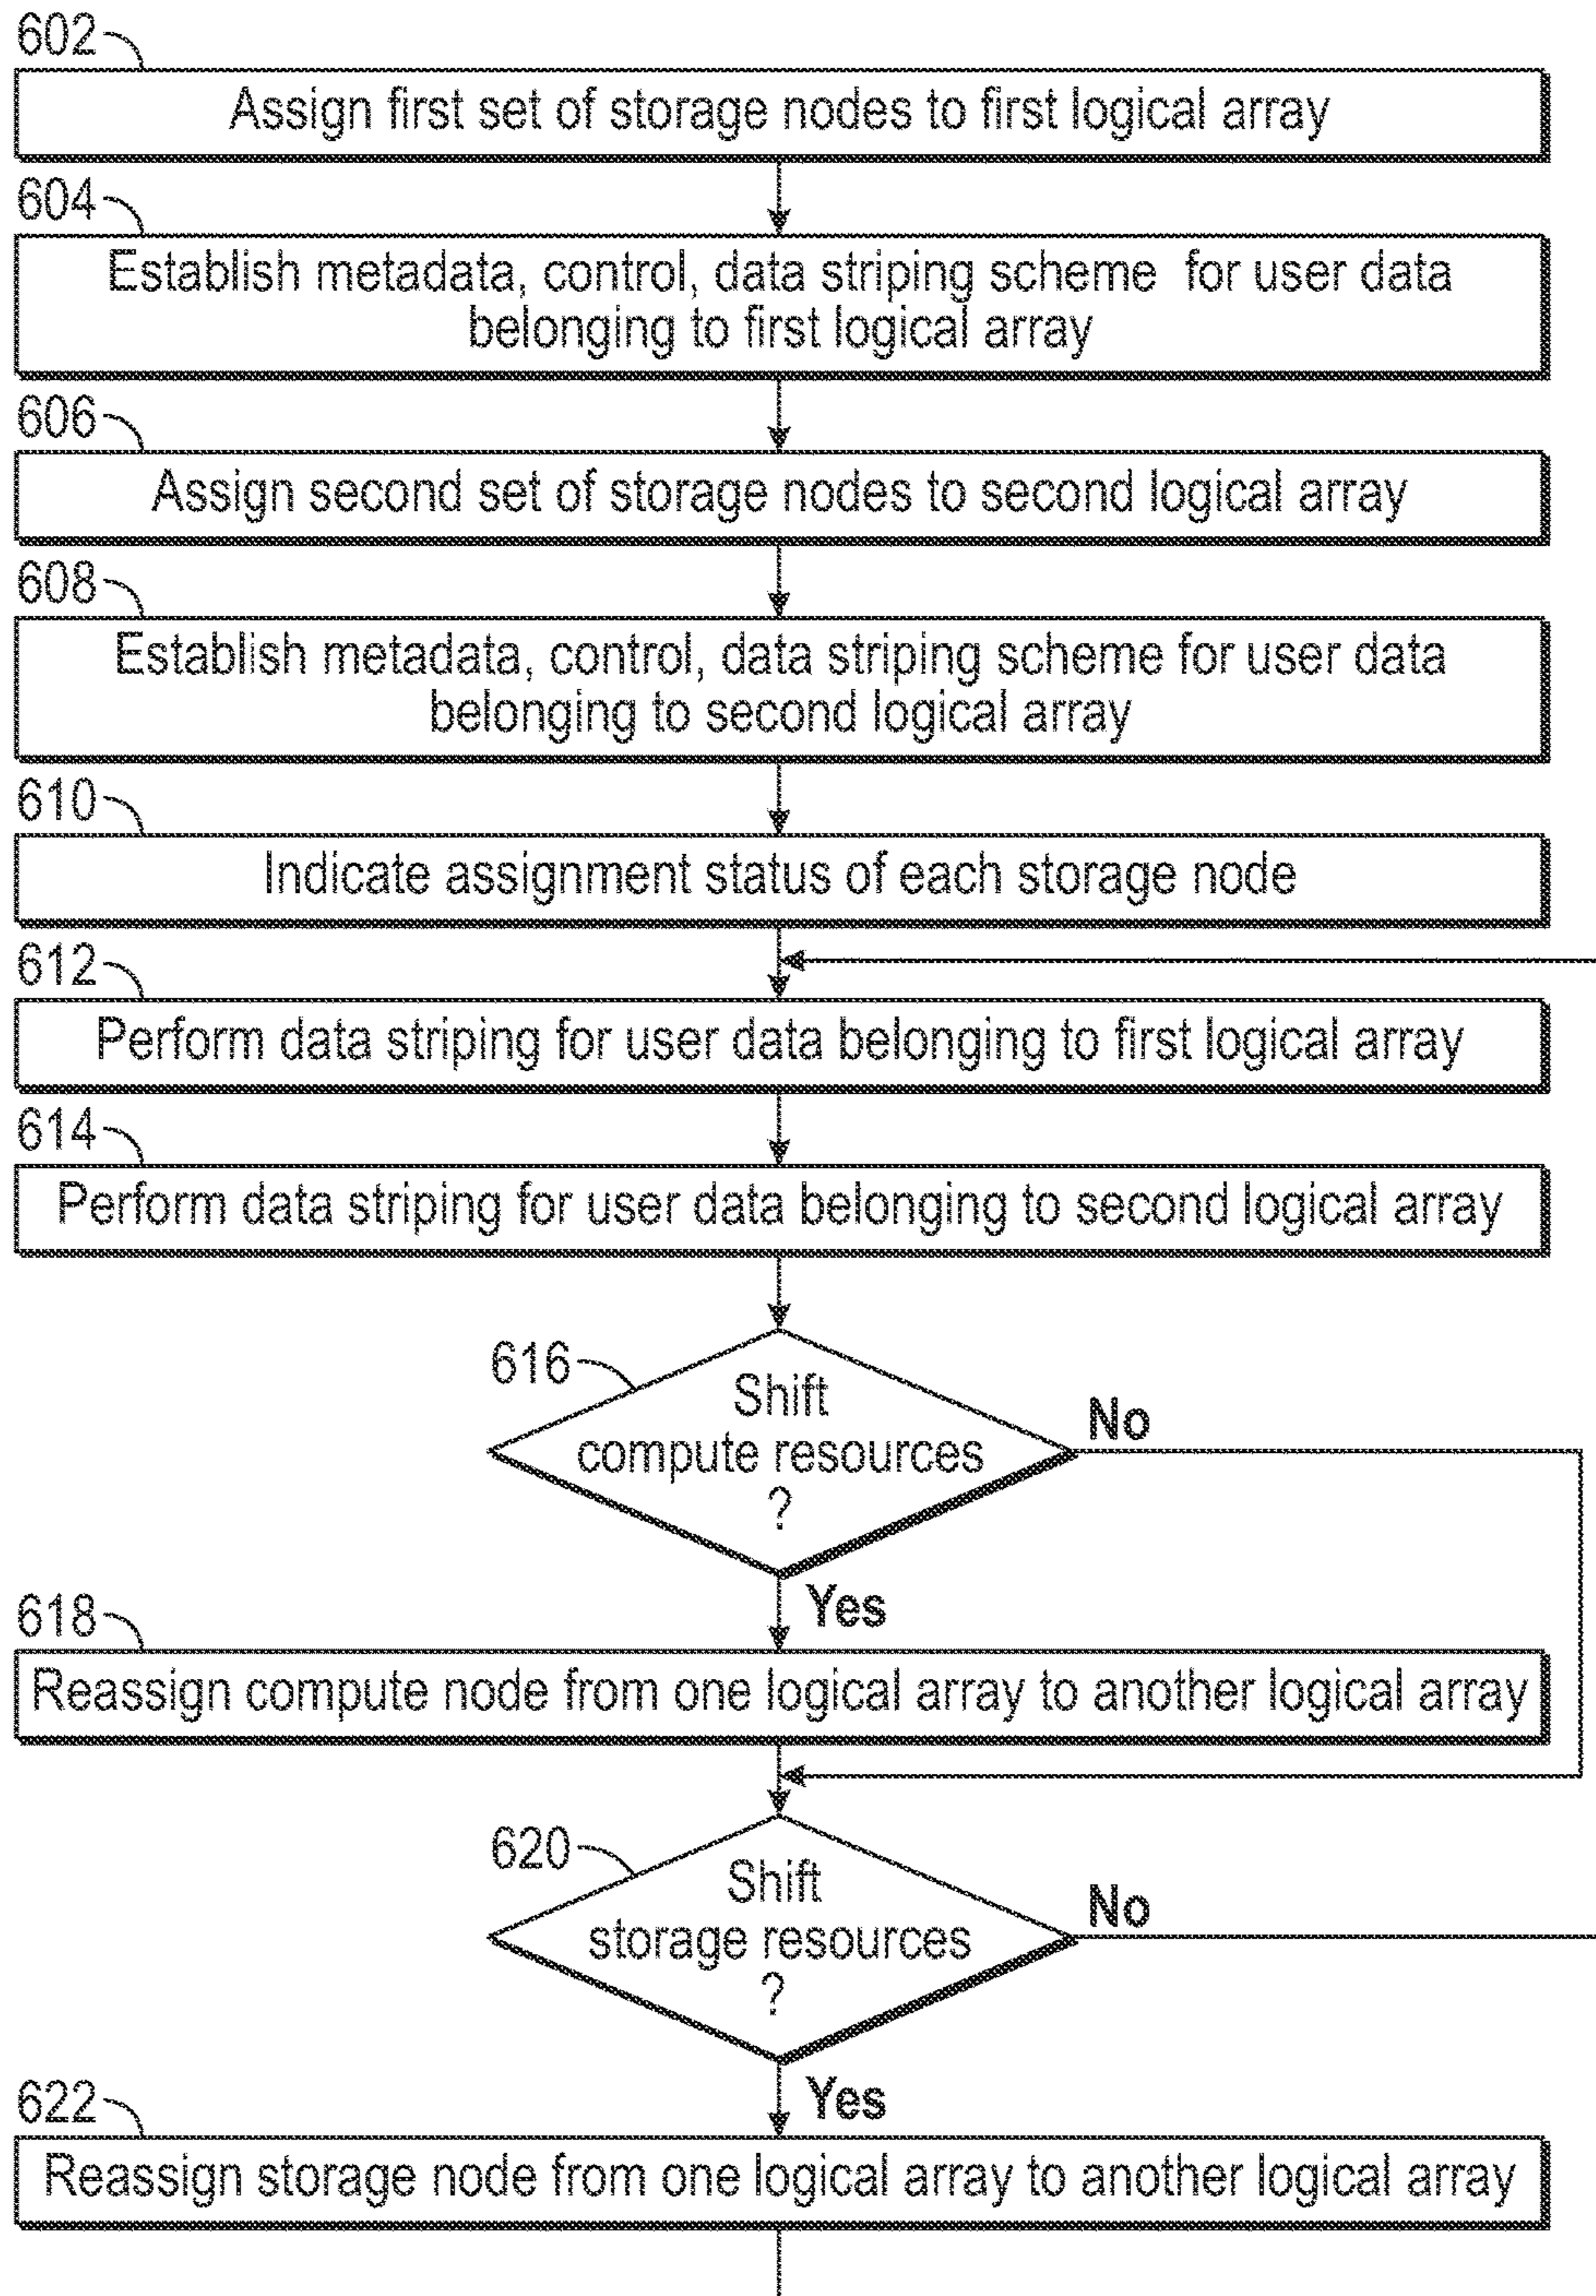 602
Assign first set of storage nodes to first logical array
604
Establish metadata, control, data striping scheme for user data
belonging to first logical array
606
Assign second set of storage nodes to second logical array
608
Establish metadata, control, data striping scheme for user data
belonging to second logical array
610
Indicate assignment status of each storage node
612
Perform data striping for user data belonging to first logical array
614
Perform data striping for user data belonging to second logical array
616
Shift
compute resources
?
No
Yes
618
Reassign compute node from one logical array to another logical array
620
Shift
storage resources
?
No
Yes
622
Reassign storage node from one logical array to another logical array